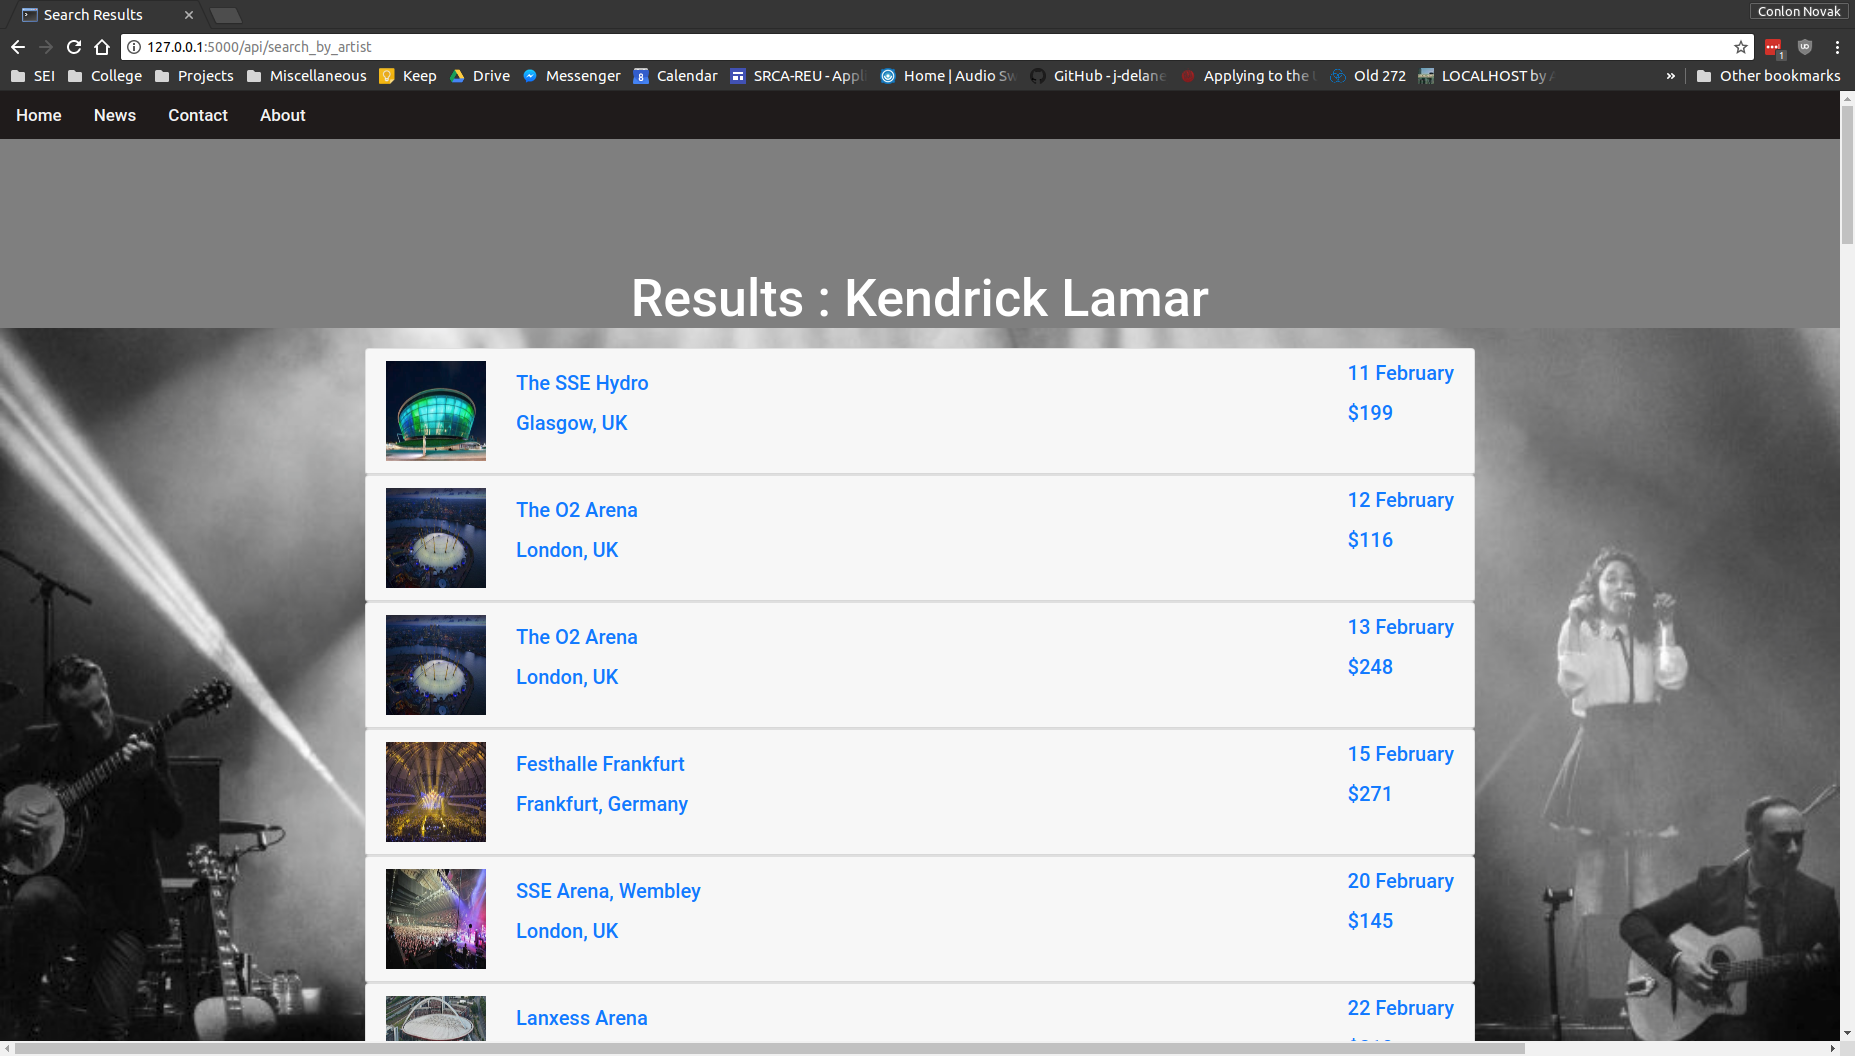 Search Results
Conlon Novak
127.0.0.1:5000/api/search_by_artist
SEI College Projects Miscellaneous Keep Drive Messenger Calendar SRCA-REU - Appl Home | Audio Sw GitHub - j-delane Applying to the Old 272 LOCALHOST by » Other bookmarks
Home News Contact About
Results : Kendrick Lamar
The SSE Hydro
Glasgow, UK
11 February
$199
The O2 Arena
London, UK
12 February
$116
The O2 Arena
London, UK
13 February
$248
Festhalle Frankfurt
Frankfurt, Germany
15 February
$271
SSE Arena, Wembley
London, UK
20 February
$145
Lanxess Arena
22 February